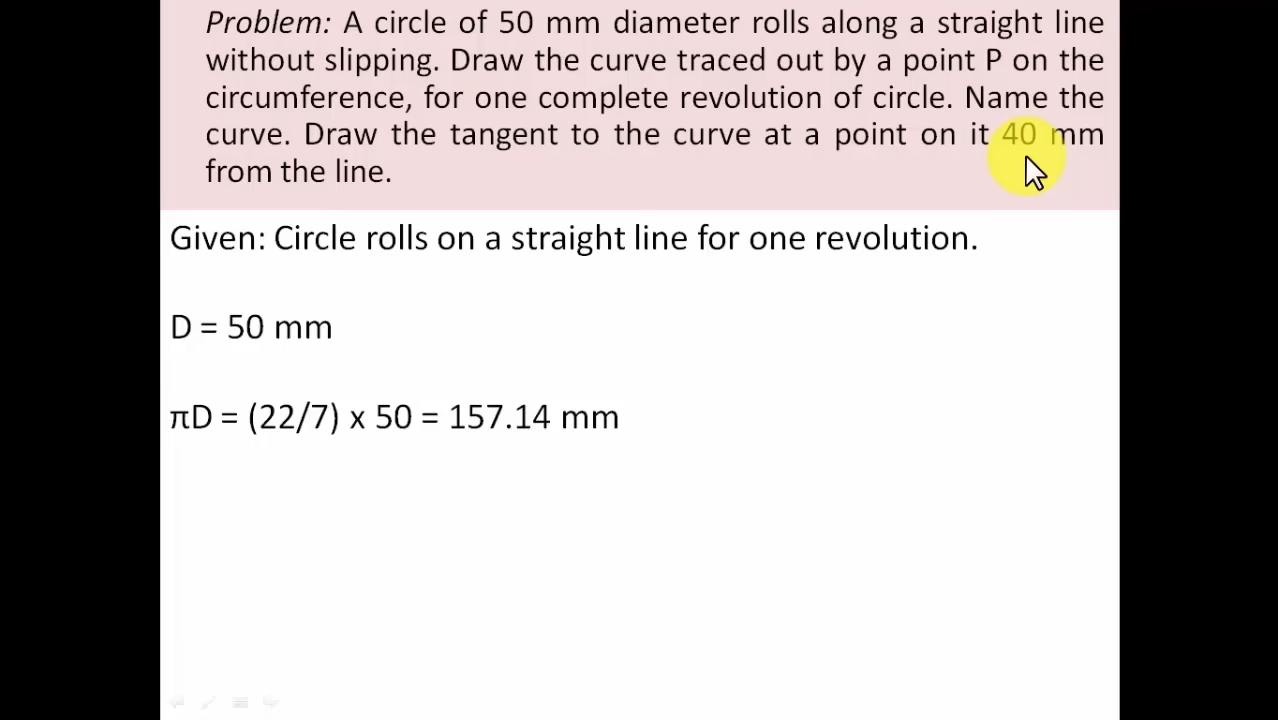 Problem: A circle of 50 mm diameter rolls along a straight line
without slipping. Draw the curve traced out by a point P on the
circumference, for one complete revolution of circle. Name the
curve. Draw the tangent to the curve at a point on it 40 mm
from the line.
Given: Circle rolls on a straight line for one revolution.
D = 50 mm
πD = (22/7) x 50 = 157.14 mm